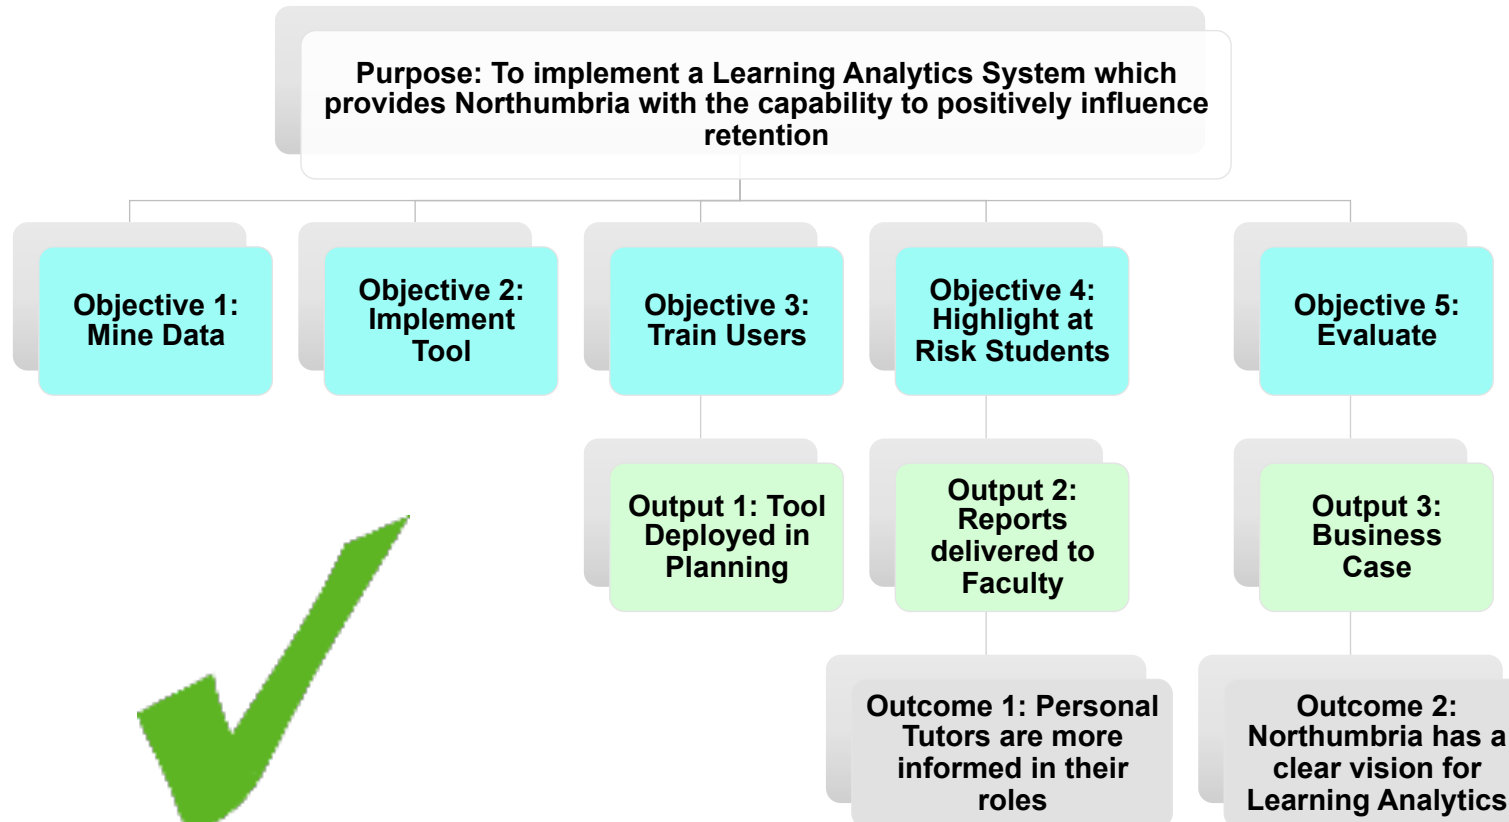 Purpose: To implement a Learning Analytics System which
provides Northumbria with the capability to positively influence
retention
Objective 1:
Mine Data
Objective 2:
Implement
Tool
Objective 3:
Train Users
Objective 4:
Highlight at
Risk Students
Objective 5:
Evaluate
Output 1: Tool
Deployed in
Planning
Output 2:
Reports
delivered to
Faculty
Output 3:
Business
Case
Outcome 1: Personal
Tutors are more
informed in their
roles
Outcome 2:
Northumbria has a
clear vision for
Learning Analytics